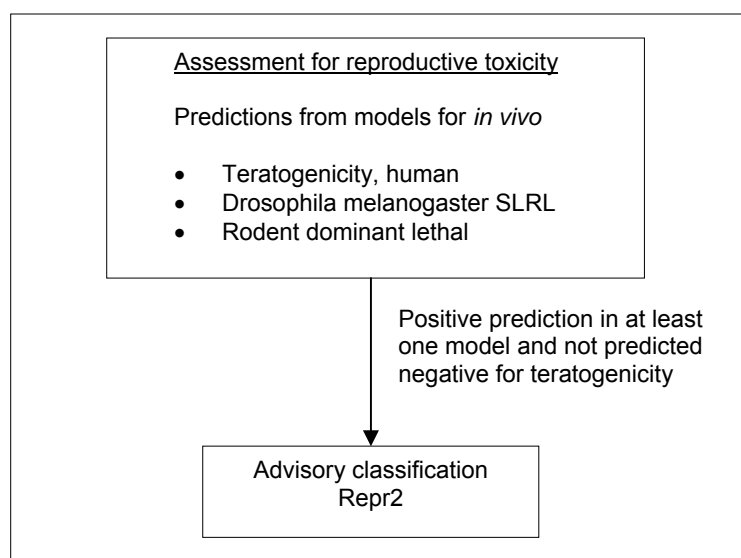 Assessment for reproductive toxicity
Predictions from models for in vivo
• Teratogenicity, human
• Drosophila melanogaster SLRL
• Rodent dominant lethal
Positive prediction in at least
one model and not predicted
negative for teratogenicity
Advisory classification
Repr2